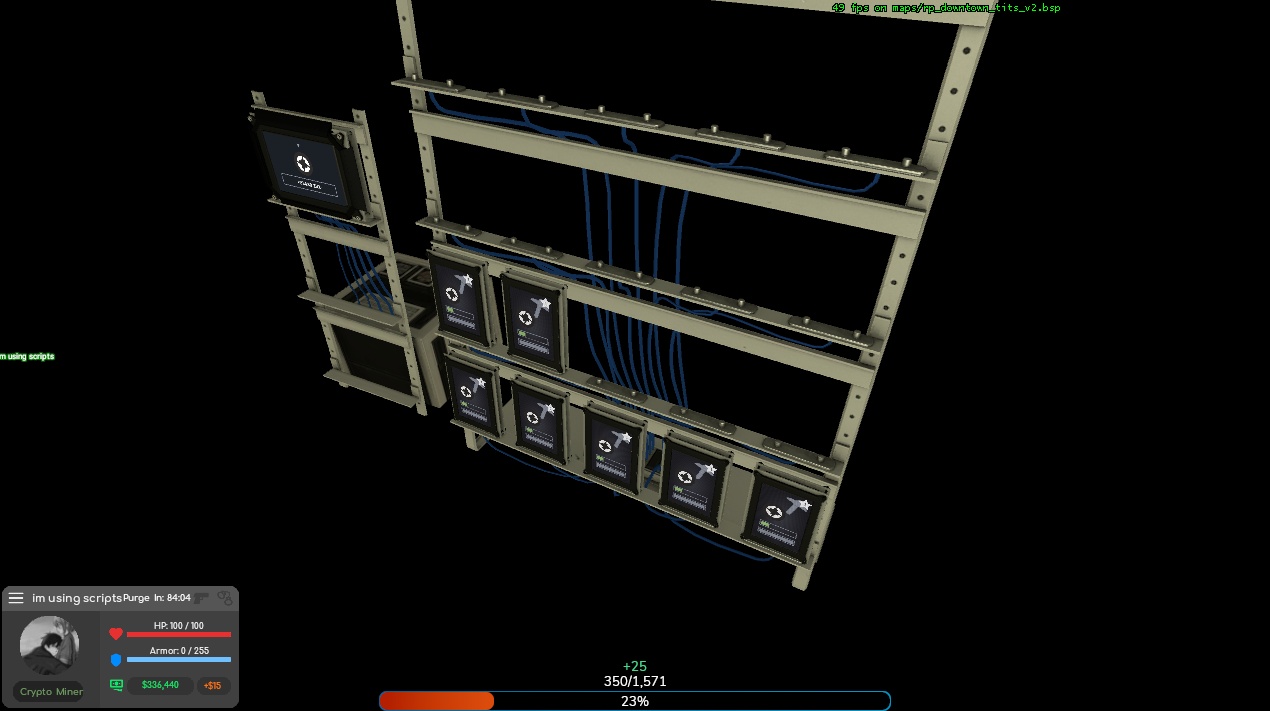 49 fps on maps/rp_downtown_tits_v2.bsp
m using scripts
im using scripts Purge In: 84:04
HP: 100 / 100
Armor: 0 / 255
$336,440
+$15
Crypto Miner
+25
350/1,571
23%